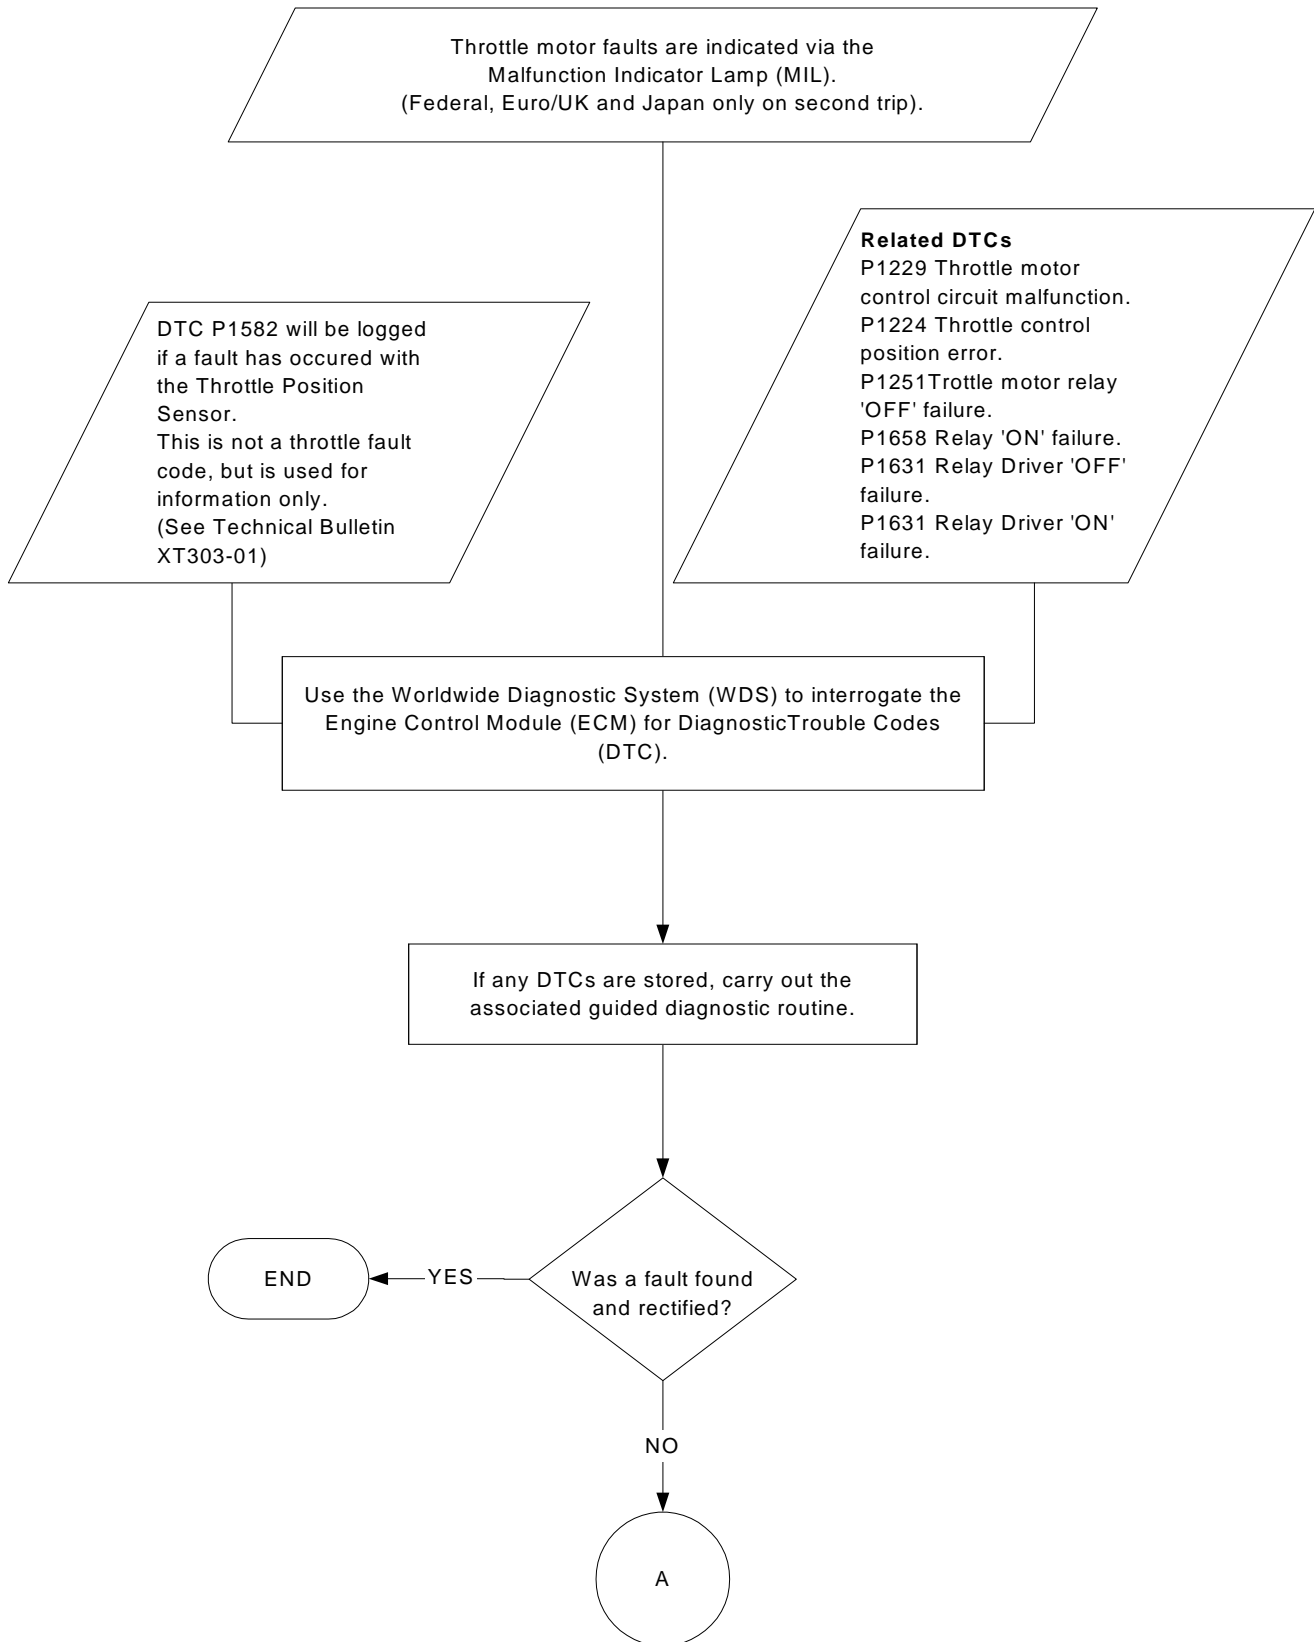 Throttle motor faults are indicated via the
Malfunction Indicator Lamp (MIL).
(Federal, Euro/UK and Japan only on second trip).
Related DTCs
P1229 Throttle motor
control circuit malfunction.
P1224 Throttle control
position error.
P1251Trottle motor relay
'OFF' failure.
P1658 Relay 'ON' failure.
P1631 Relay Driver 'OFF'
failure.
P1631 Relay Driver 'ON'
failure.
DTC P1582 will be logged
if a fault has occured with
the Throttle Position
Sensor.
This is not a throttle fault
code, but is used for
information only.
(See Technical Bulletin
XT303-01)
Use the Worldwide Diagnostic System (WDS) to interrogate the
Engine Control Module (ECM) for DiagnosticTrouble Codes
(DTC).
If any DTCs are stored, carry out the
associated guided diagnostic routine.
Was a fault found
and rectified?
YES
END
NO
A